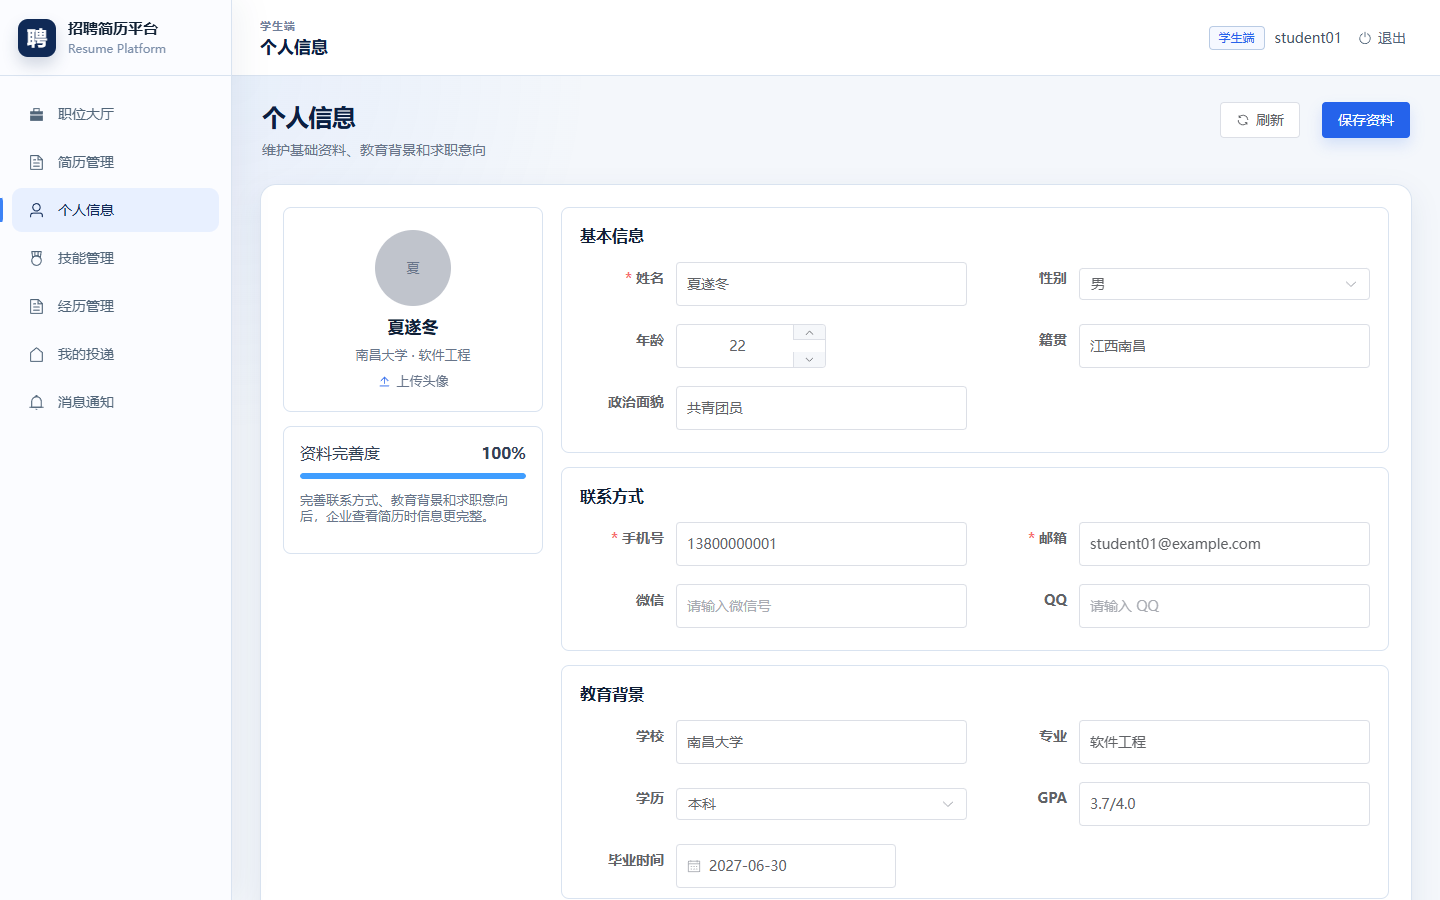 聘
招聘简历平台
Resume Platform
学生端
个人信息
学生端
student01
退出
职位大厅
简历管理
个人信息
技能管理
经历管理
我的投递
消息通知
个人信息
维护基础资料、教育背景和求职意向
刷新
保存资料
夏
夏遂冬
南昌大学 · 软件工程
上传头像
资料完善度
100%
完善联系方式、教育背景和求职意向
后，企业查看简历时信息更完整。
基本信息
* 姓名
夏遂冬
性别
男
年龄
22
籍贯
江西南昌
政治面貌
共青团员
联系方式
* 手机号
13800000001
* 邮箱
student01@example.com
微信
请输入微信号
QQ
请输入 QQ
教育背景
学校
南昌大学
专业
软件工程
学历
本科
GPA
3.7/4.0
毕业时间
2027-06-30